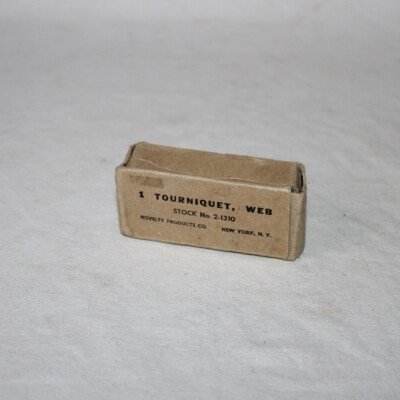 1 TOURNIQUET, WEB
STOCK No. 2-1310
NOVELTY PRODUCTS CO. NEW YORK, N. Y.